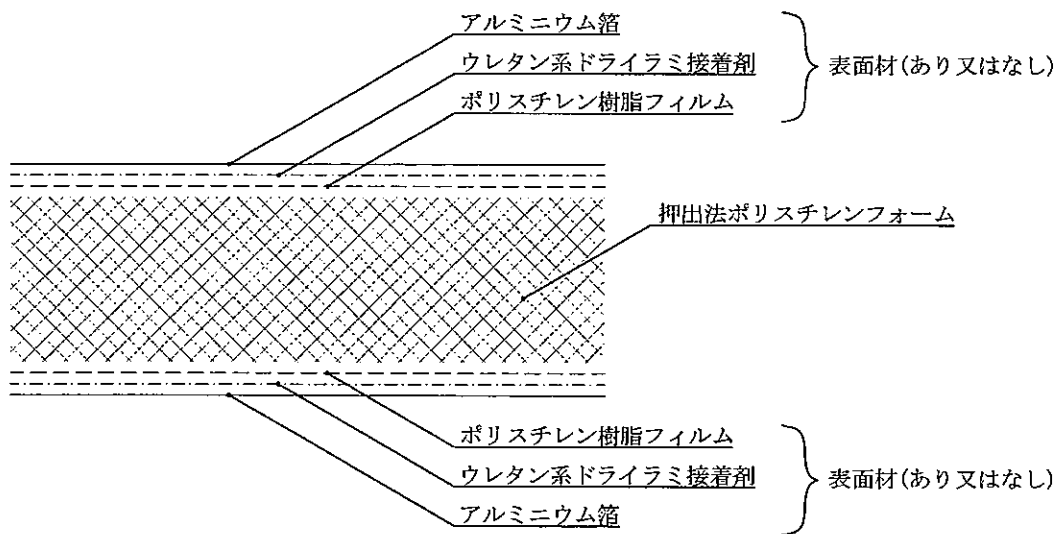 アルミニウム箔
ウレタン系ドライラミ接着剤
ポリスチレン樹脂フィルム
表面材(あり又はなし)
押出法ポリスチレンフォーム
ポリスチレン樹脂フィルム
ウレタン系ドライラミ接着剤
アルミニウム箔
表面材(あり又はなし)